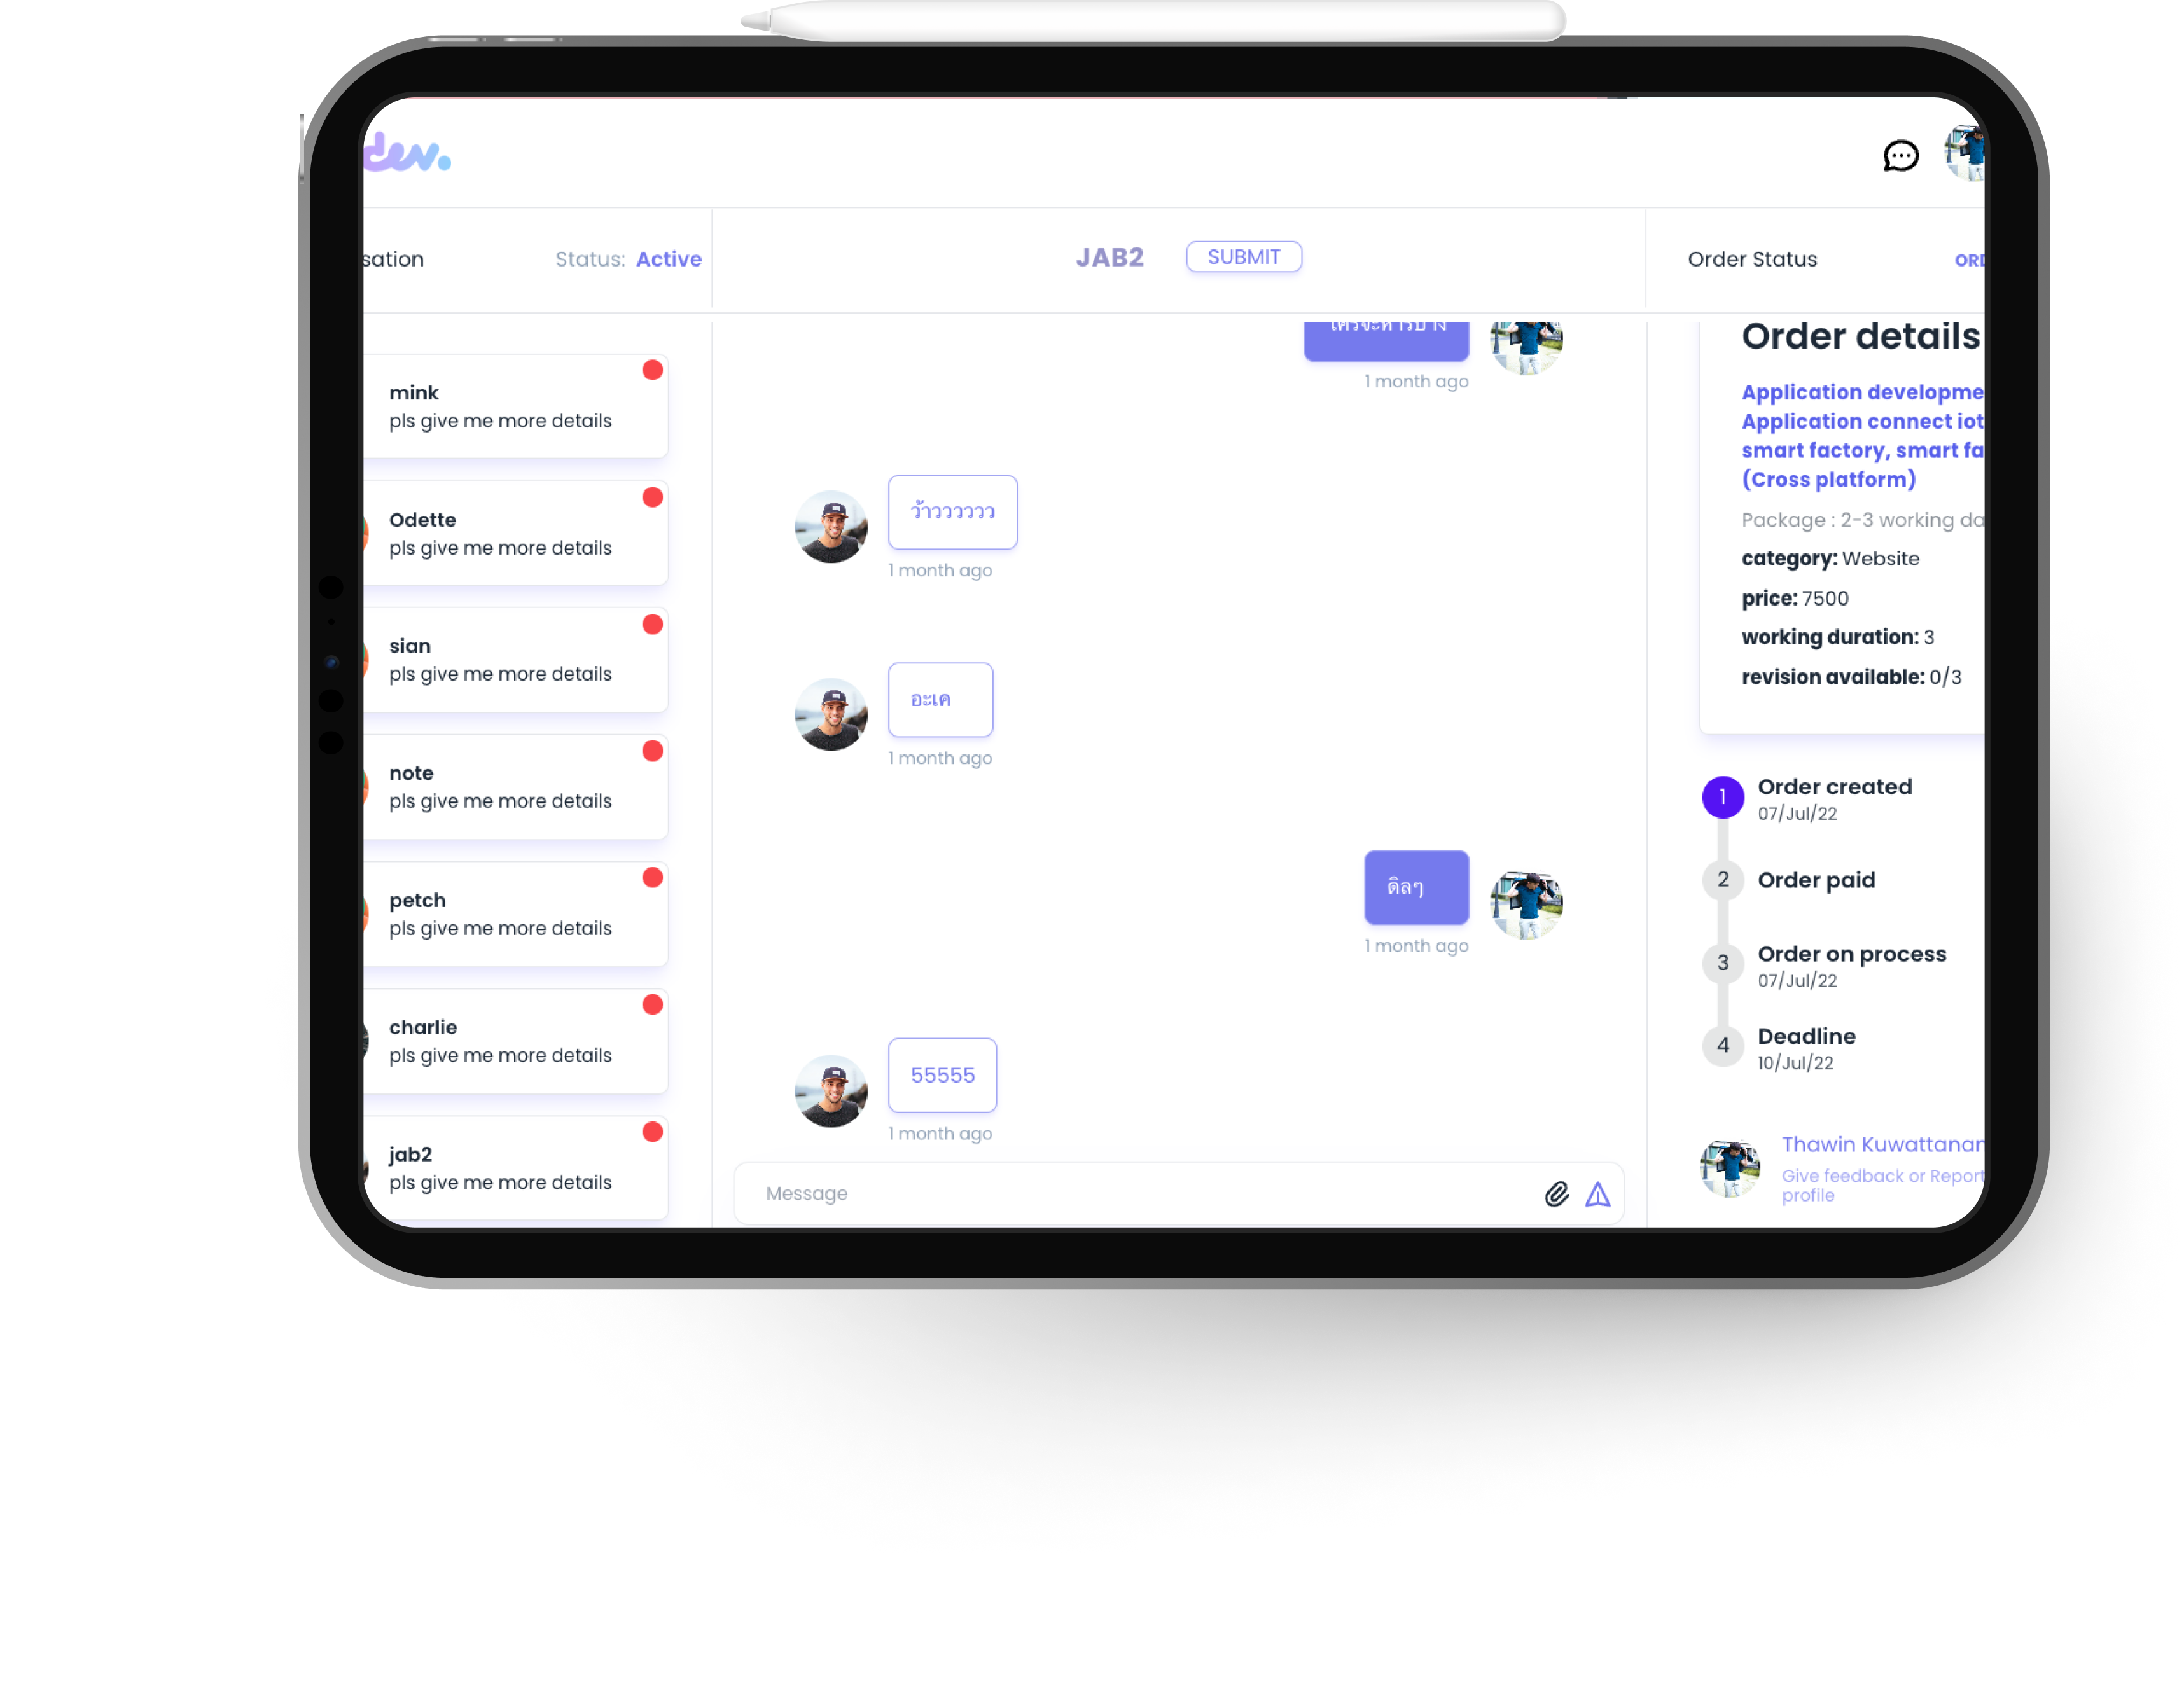 dev.
sation
Status: Active
JAB2
SUBMIT
Order Status
mink
pls give me more details
Odette
pls give me more details
sian
pls give me more details
note
pls give me more details
petch
pls give me more details
charlie
pls give me more details
jab2
pls give me more details
1 month ago
ว้าวววววว
1 month ago
อะเค
1 month ago
ดิลๆ
1 month ago
55555
1 month ago
Message
Order details
Application developme
Application connect iot
smart factory, smart fa
(Cross platform)
Package : 2-3 working da
category: Website
price: 7500
working duration: 3
revision available: 0/3
1
Order created
07/Jul/22
2
Order paid
3
Order on process
07/Jul/22
4
Deadline
10/Jul/22
Thawin Kuwattanan
Give feedback or Report
profile